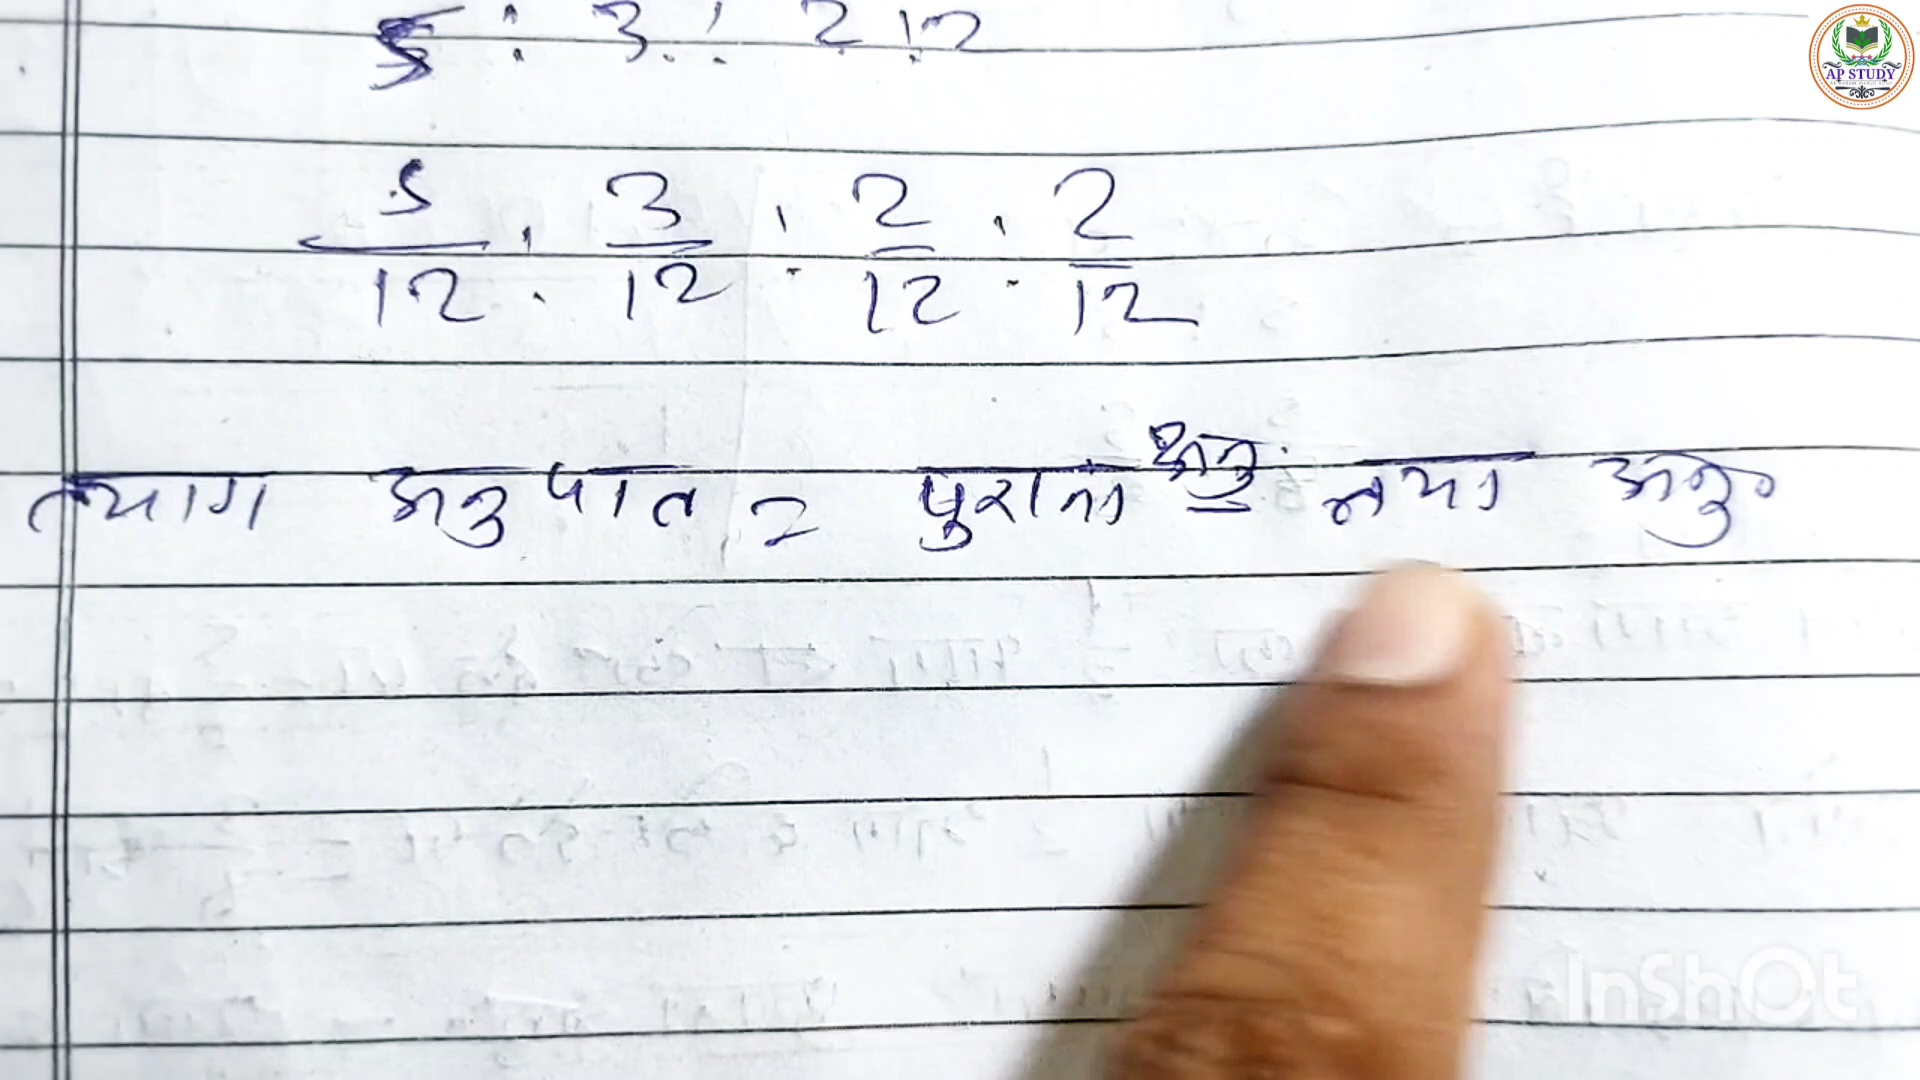 5 : 3 : 2 : 2
AP STUDY
5/12 : 3/12 : 2/12 : 2/12
त्याग अनुपात = पुराना अनु. - नया अनु०
InShOt